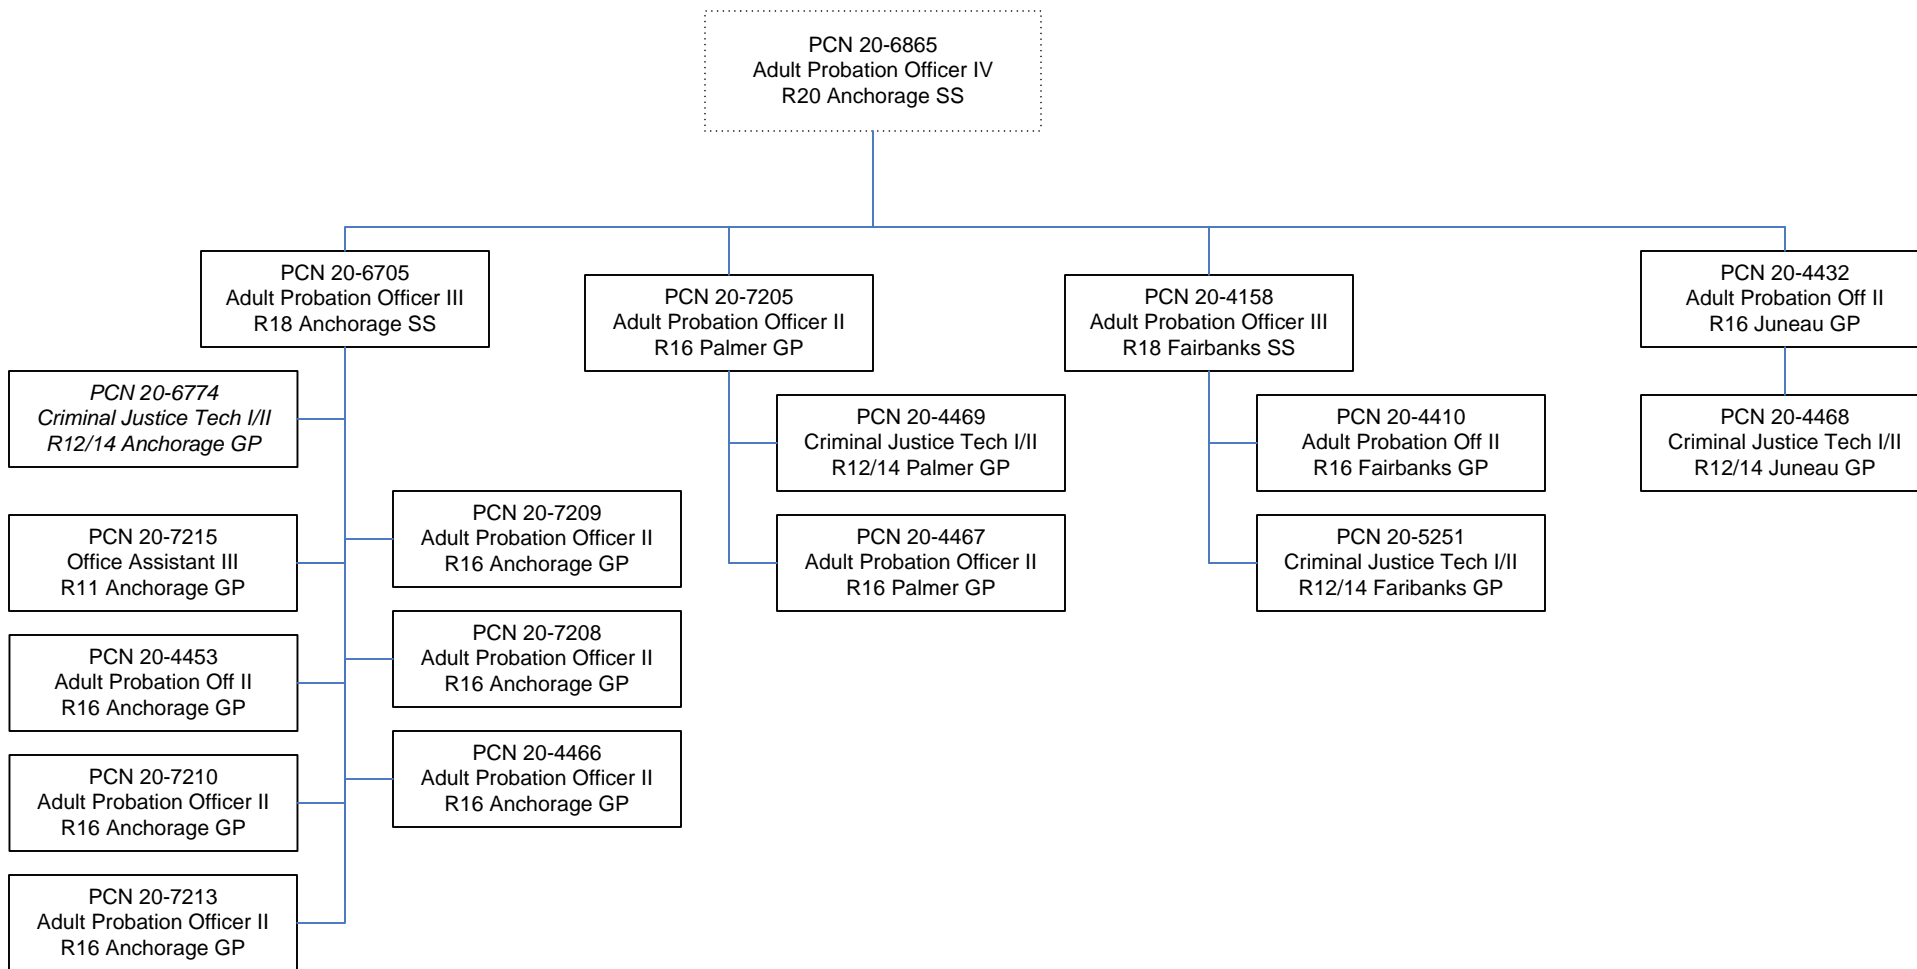 PCN 20-6865
Adult Probation Officer IV
R20 Anchorage SS
PCN 20-6705
Adult Probation Officer III
R18 Anchorage SS
PCN 20-7205
Adult Probation Officer II
R16 Palmer GP
PCN 20-4158
Adult Probation Officer III
R18 Fairbanks SS
PCN 20-4432
Adult Probation Off II
R16 Juneau GP
PCN 20-6774
Criminal Justice Tech I/II
R12/14 Anchorage GP
PCN 20-7215
Office Assistant III
R11 Anchorage GP
PCN 20-4453
Adult Probation Off II
R16 Anchorage GP
PCN 20-7210
Adult Probation Officer II
R16 Anchorage GP
PCN 20-7213
Adult Probation Officer II
R16 Anchorage GP
PCN 20-7209
Adult Probation Officer II
R16 Anchorage GP
PCN 20-7208
Adult Probation Officer II
R16 Anchorage GP
PCN 20-4466
Adult Probation Officer II
R16 Anchorage GP
PCN 20-4469
Criminal Justice Tech I/II
R12/14 Palmer GP
PCN 20-4467
Adult Probation Officer II
R16 Palmer GP
PCN 20-4410
Adult Probation Off II
R16 Fairbanks GP
PCN 20-5251
Criminal Justice Tech I/II
R12/14 Faribanks GP
PCN 20-4468
Criminal Justice Tech I/II
R12/14 Juneau GP